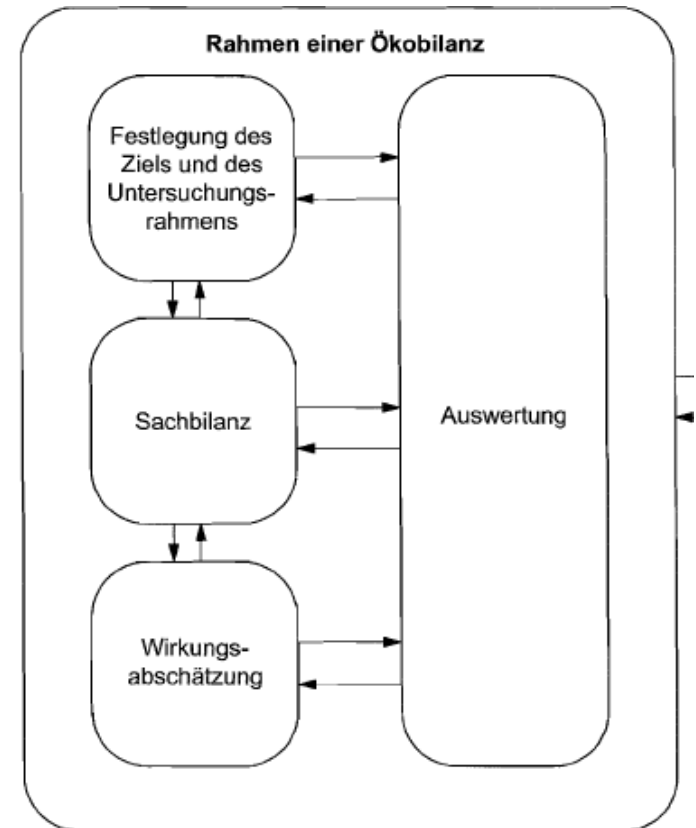 Rahmen einer Ökobilanz
Festlegung des
Ziels und des
Untersuchungs-
rahmens
Sachbilanz
Wirkungs-
abschätzung
Auswertung